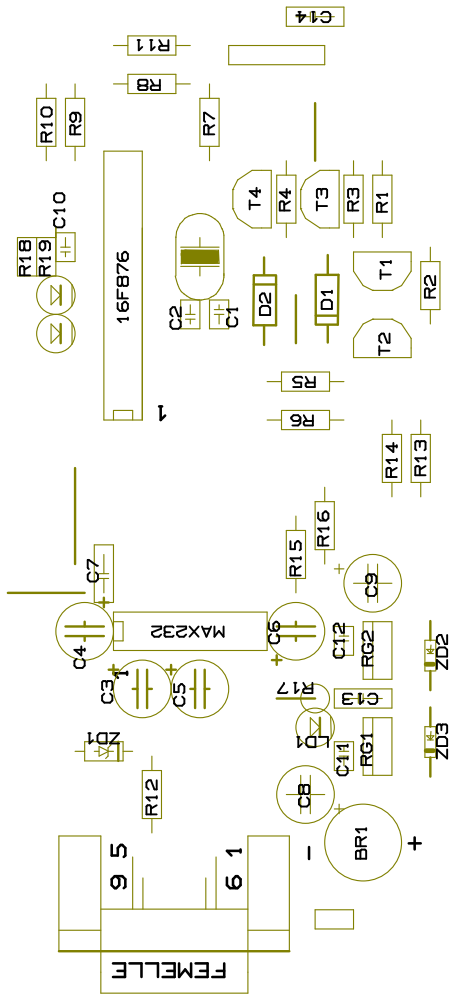 C14
R11
R8
R10
R9
R7
T4
R4
T3
R3
R1
C10
R18
R19
16F876
T1
R2
D2
D1
C2
C1
T2
R5
1
R6
R14
R13
R16
R15
C7
C9
MAX232
C6
C12
RG2
ZD2
C4
C3
1
C5
R17
C13
ZD1
LD1
C11
RG1
ZD3
R12
C8
BR1
- +
5 1
9 6
FEMELLE